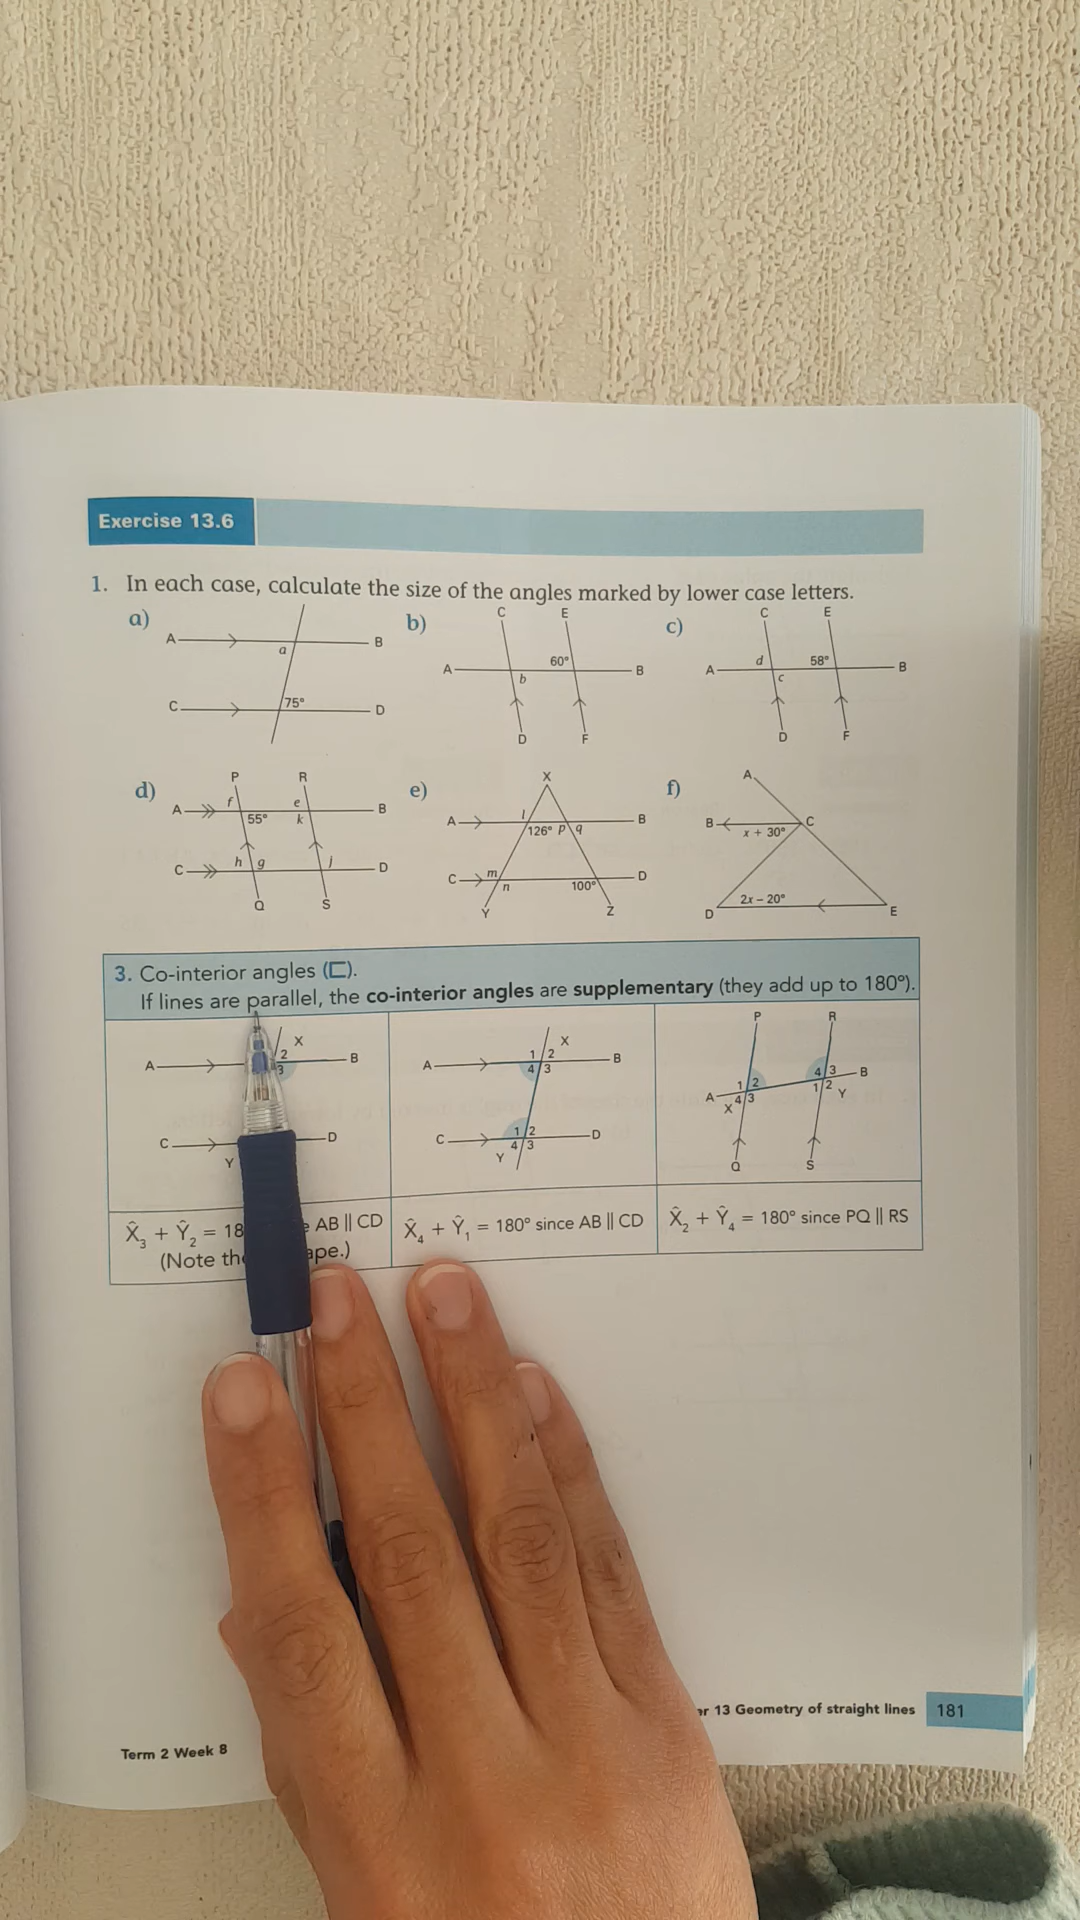 Exercise 13.6
1. In each case, calculate the size of the angles marked by lower case letters.
a)
A
B
a
C
75°
D
b)
C
E
A
60°
B
b
D
F
c)
C
E
A
d
58°
B
c
D
F
d)
P
R
A
f
e
B
55°
k
C
h
g
j
D
Q
S
e)
X
A
l
B
126°
p
q
C
m
D
n
100°
Y
Z
f)
A
B
C
x + 30°
2x – 20°
D
E
3. Co-interior angles (⊏).
If lines are parallel, the co-interior angles are supplementary (they add up to 180°).
A
2
X
B
3
C
D
Y
A
1
2
X
B
4
3
C
1
2
D
4
3
Y
P
R
1
2
4
3
B
A
X
4
3
1
2
Y
Q
S
X̂₃ + Ŷ₂ = 18 AB || CD
(Note
X̂₄ + Ŷ₁ = 180° since AB || CD
X̂₂ + Ŷ₄ = 180° since PQ || RS
13 Geometry of straight lines 181
Term 2 Week 8